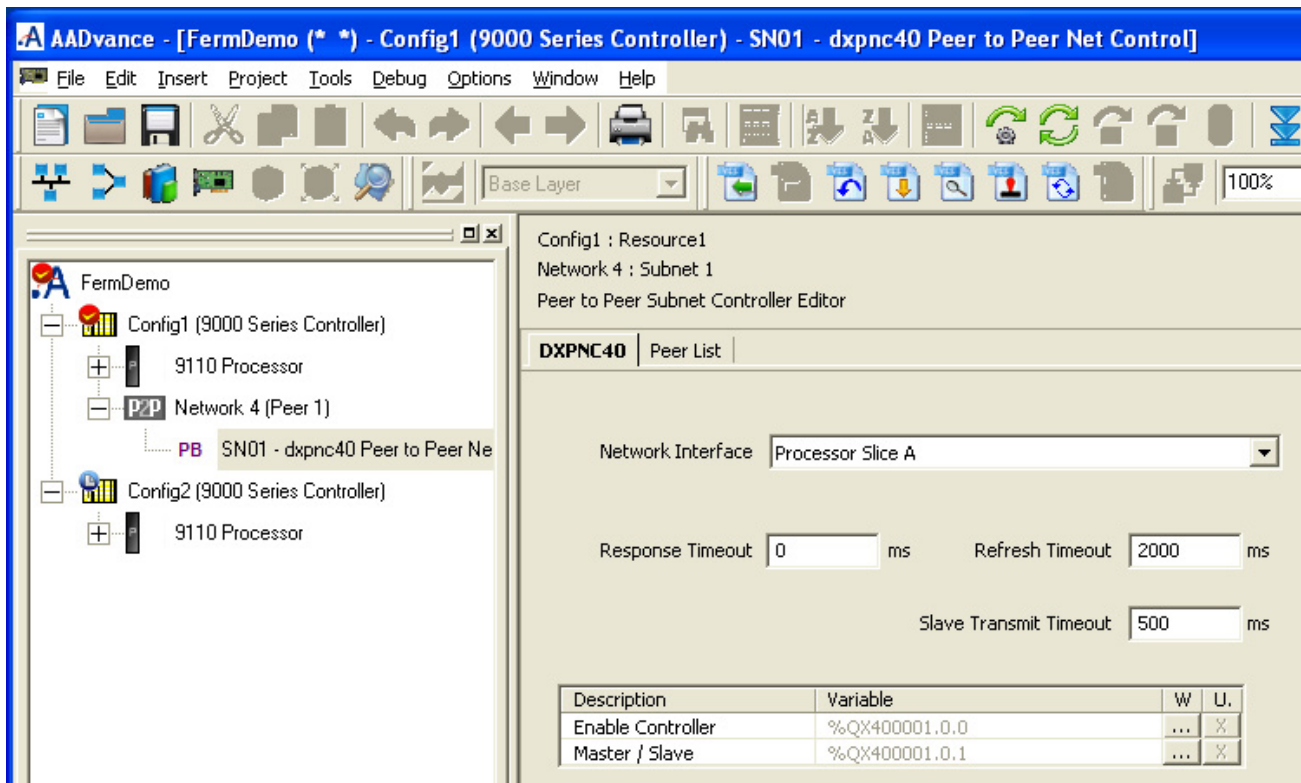 AADvance - [FermDemo (* *) - Config1 (9000 Series Controller) - SN01 - dxpnc40 Peer to Peer Net Control]
File Edit Insert Project Tools Debug Options Window Help
Base Layer
100%
FermDemo
Config1 (9000 Series Controller)
9110 Processor
P2P Network 4 (Peer 1)
PB SN01 - dxpnc40 Peer to Peer Ne
Config2 (9000 Series Controller)
9110 Processor
Config1 : Resource1
Network 4 : Subnet 1
Peer to Peer Subnet Controller Editor
DXPNC40 Peer List
Network Interface Processor Slice A
Response Timeout 0 ms Refresh Timeout 2000 ms
Slave Transmit Timeout 500 ms
Description Variable W U.
Enable Controller %QX400001.0.0 ... X
Master / Slave %QX400001.0.1 ... X